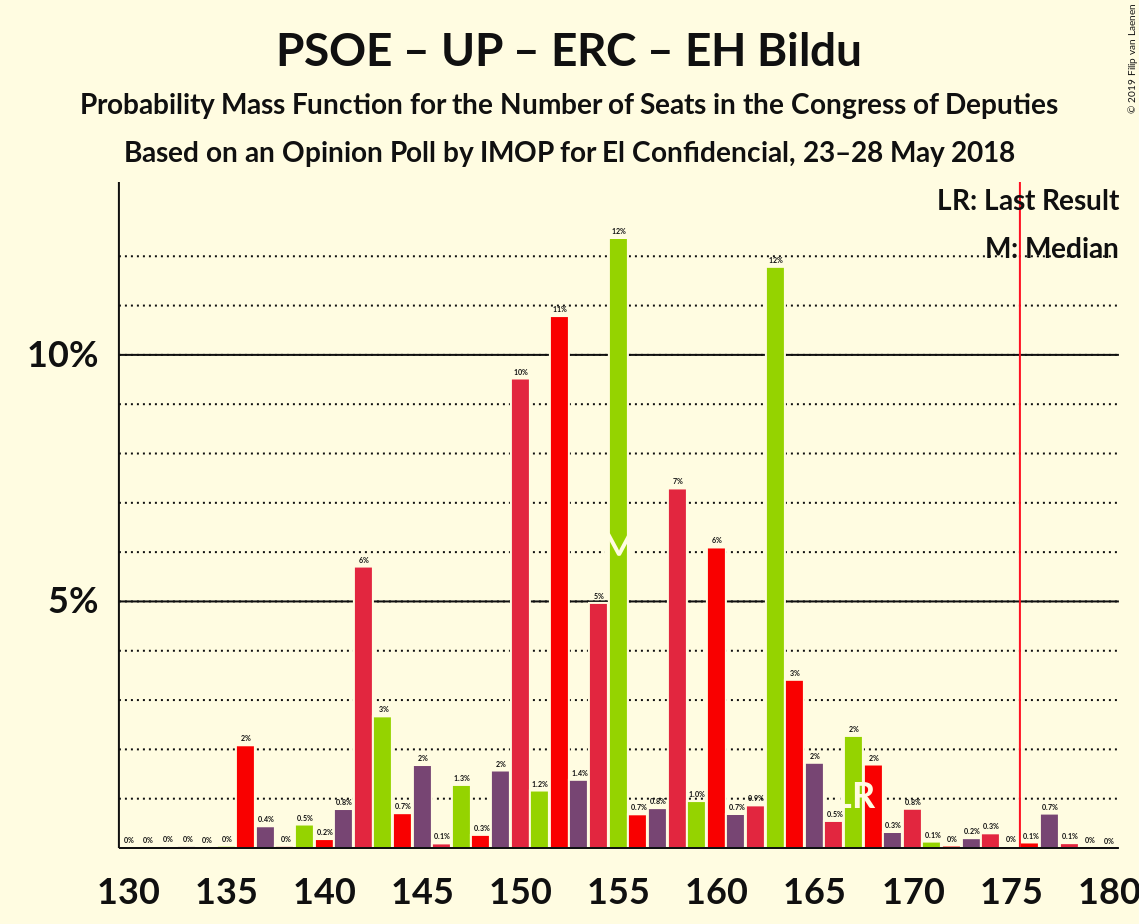 PSOE – UP – ERC – EH Bildu
Probability Mass Function for the Number of Seats in the Congress of Deputies
Based on an Opinion Poll by IMOP for El Confidencial, 23–28 May 2018
© 2019 Filip van Laenen
LR: Last Result
M: Median
10%
5%
0% 0% 0% 0% 0% 0% 2% 0.4% 0% 0.5% 0.2% 0.8% 6% 3% 0.7% 2% 0.1% 1.3% 0.3% 2% 10% 1.2% 11% 1.4% 5% 12% 0.7% 0.8% 7% 1.0% 6% 0.7% 0.9% 12% 3% 2% 0.5% 2% 2% 0.3% 0.8% 0.1% 0% 0.2% 0.3% 0% 0.1% 0.7% 0.1% 0% 0%
M
LR
130 135 140 145 150 155 160 165 170 175 180